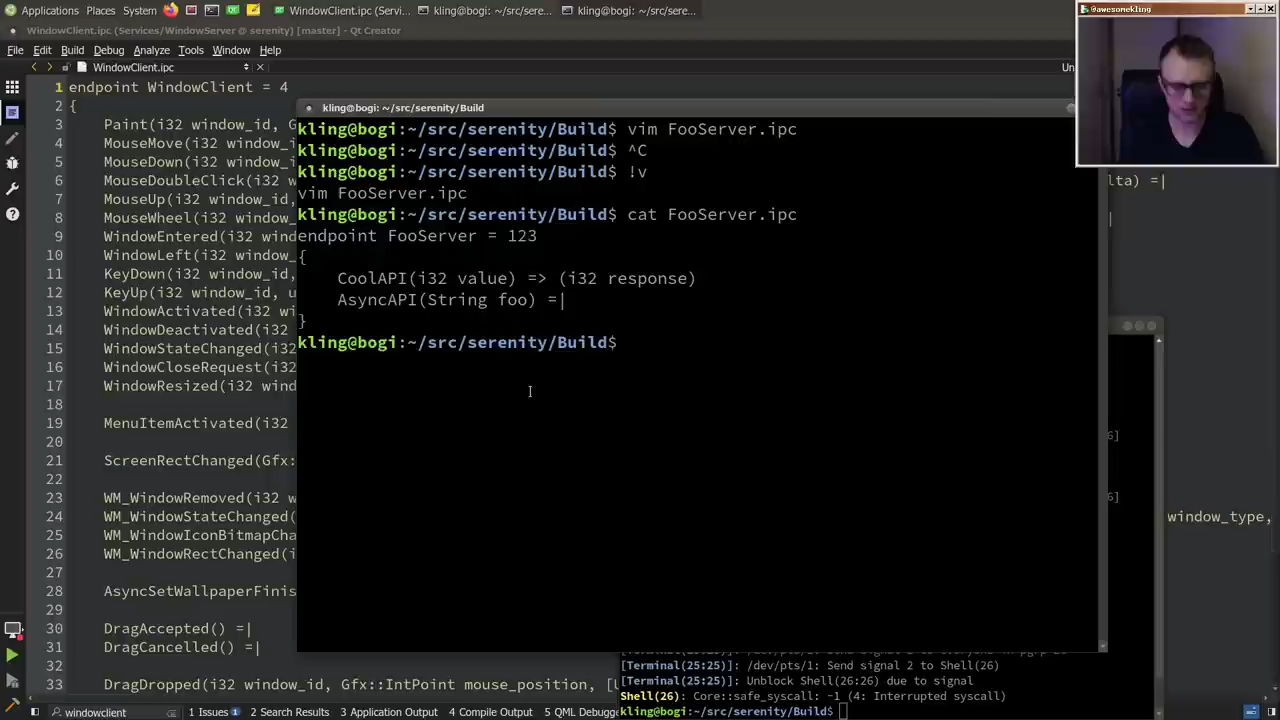 Applications Places System
WindowClient.ipc (Servi...
kling@bogi: ~/src/sere...
kling@bogi: ~/src/sere...
@awesomekling
WindowClient.ipc (Services/WindowServer @ serenity) [master] - Qt Creator
File Edit Build Debug Analyze Tools Window Help
WindowClient.ipc
1 endpoint WindowClient = 4
2 {
3 Paint(i32 window_id, G
4 MouseMove(i32 window_i
5 MouseDown(i32 window_i
6 MouseDoubleClick(i32 w
7 MouseUp(i32 window_id,
8 MouseWheel(i32 window_
9 WindowEntered(i32 wind
10 WindowLeft(i32 window_
11 KeyDown(i32 window_id,
12 KeyUp(i32 window_id, u
13 WindowActivated(i32 wi
14 WindowDeactivated(i32
15 WindowStateChanged(i32
16 WindowCloseRequest(i32
17 WindowResized(i32 wind
18
19 MenuItemActivated(i32
20
21 ScreenRectChanged(Gfx:
22
23 WM_WindowRemoved(i32 w
24 WM_WindowStateChanged(
25 WM_WindowIconBitmapCha
26 WM_WindowRectChanged(i
27
28 AsyncSetWallpaperFinis
29
30 DragAccepted() =|
31 DragCancelled() =|
32
33 DragDropped(i32 window_id, Gfx::IntPoint mouse_position, [U
lta) =|
|
window_type,
6]
6]
kling@bogi: ~/src/serenity/Build
kling@bogi:~/src/serenity/Build$ vim FooServer.ipc
kling@bogi:~/src/serenity/Build$ ^C
kling@bogi:~/src/serenity/Build$ !v
vim FooServer.ipc
kling@bogi:~/src/serenity/Build$ cat FooServer.ipc
endpoint FooServer = 123
{
CoolAPI(i32 value) => (i32 response)
AsyncAPI(String foo) =|
}
kling@bogi:~/src/serenity/Build$
[Terminal(25:25)]: /dev/pts/1: Send signal 2 to Shell(26)
[Terminal(25:25)]: Unblock Shell(26:26) due to signal
Shell(26): Core::safe_syscall: -1 (4: Interrupted syscall)
kling@bogi:~/src/serenity/Build$
windowclient
1 Issues 2 Search Results 3 Application Output 4 Compile Output 5 QML Debugge